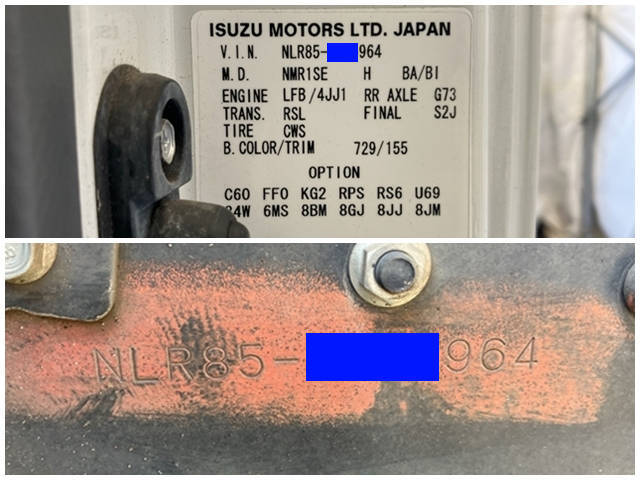 ISUZU MOTORS LTD. JAPAN
V.I.N. NLR85- 964
M.D. NMR1SE H BA/BI
ENGINE LFB/4JJ1 RR AXLE G73
TRANS. RSL FINAL S2J
TIRE CWS
B.COLOR/TRIM 729/155
OPTION
C60 FF0 KG2 RPS RS6 U69
6MS 8BM 8GJ 8JJ 8JM
NLR85- 964